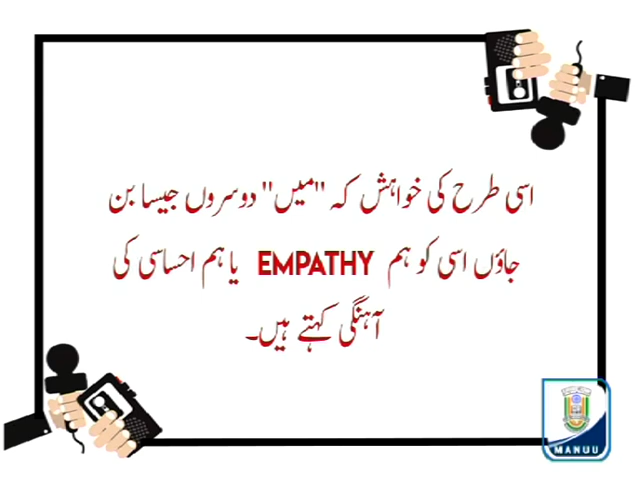 اسی طرح کی خواہش کہ "میں" دوسروں جیسا بن
جاؤں اسی کو ہم EMPATHY یا ہم احساسی کی
آہنگی کہتے ہیں۔
MANUU